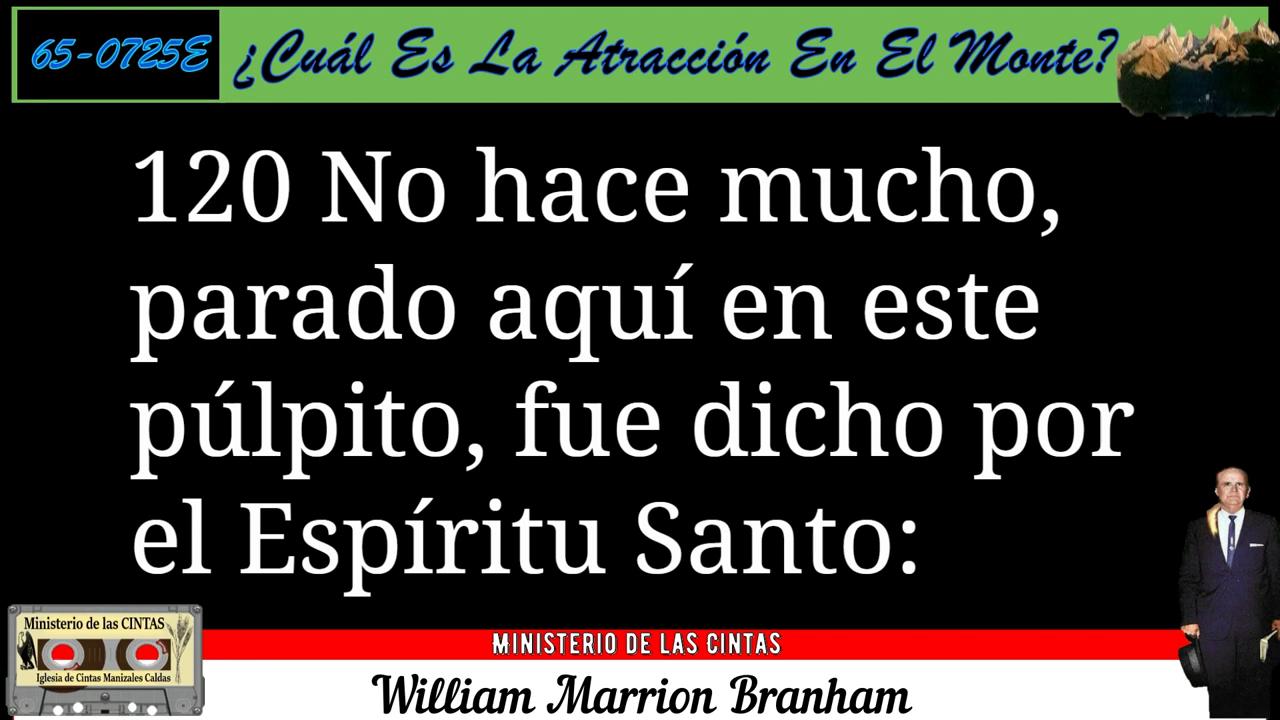 65-0725E ¿Cuál Es La Atracción En El Monte?
120 No hace mucho,
parado aquí en este
púlpito, fue dicho por
el Espíritu Santo:
Ministerio de las CINTAS
Iglesia de Cintas Manizales Caldas
MINISTERIO DE LAS CINTAS
William Marrion Branham